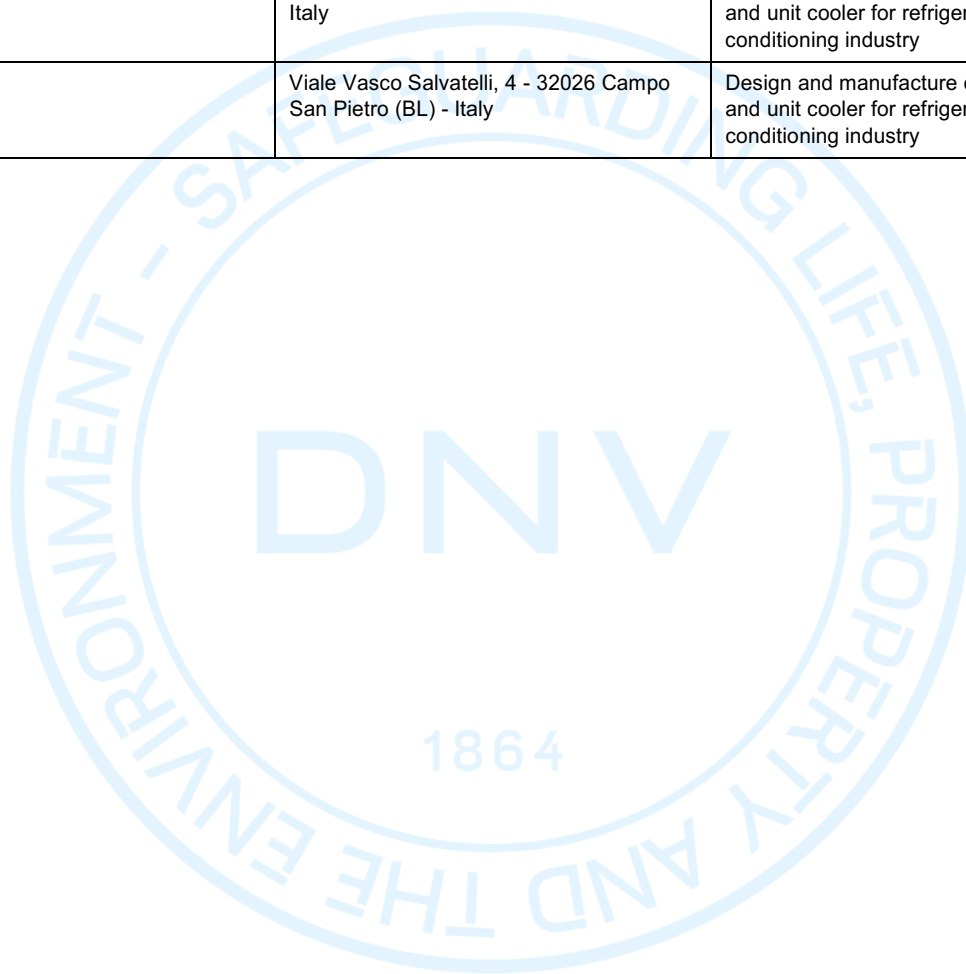 Italy
and unit cooler for refriger
conditioning industry
Viale Vasco Salvatelli, 4 - 32026 Campo
San Pietro (BL) - Italy
Design and manufacture
and unit cooler for refriger
conditioning industry
SAFEGUARDING LIFE, PROPERTY AND THE ENVIRONMENT -
DNV
1864